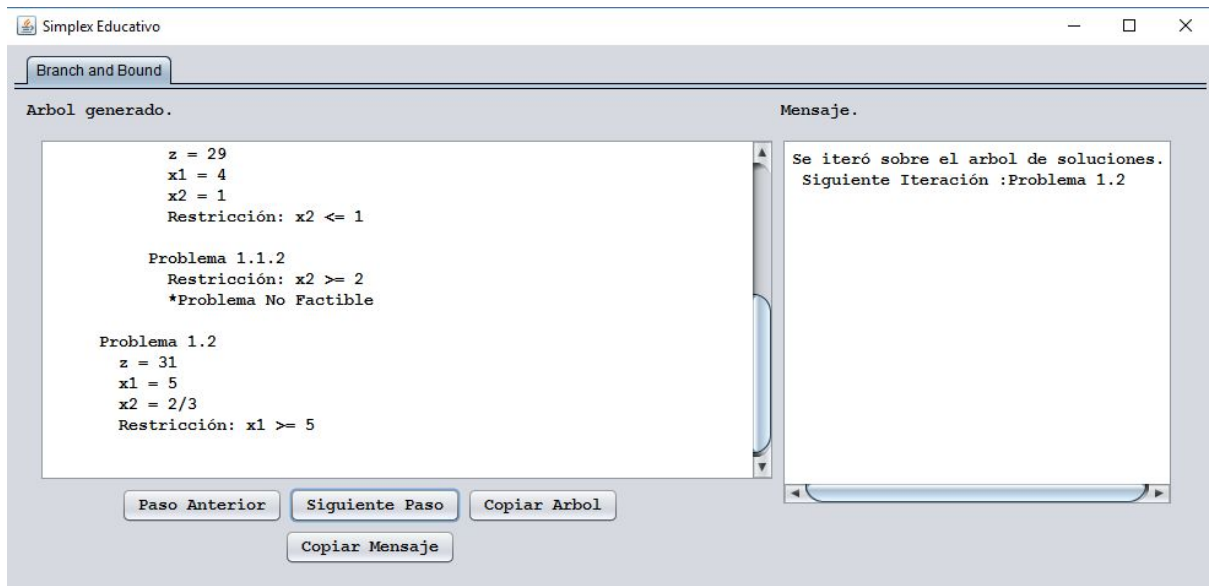 Simplex Educativo
Branch and Bound
Arbol generado.
z = 29
x1 = 4
x2 = 1
Restricción: x2 <= 1
Problema 1.1.2
Restricción: x2 >= 2
*Problema No Factible
Problema 1.2
z = 31
x1 = 5
x2 = 2/3
Restricción: x1 >= 5
Mensaje.
Se iteró sobre el arbol de soluciones.
Siguiente Iteración :Problema 1.2
Paso Anterior
Siguiente Paso
Copiar Arbol
Copiar Mensaje